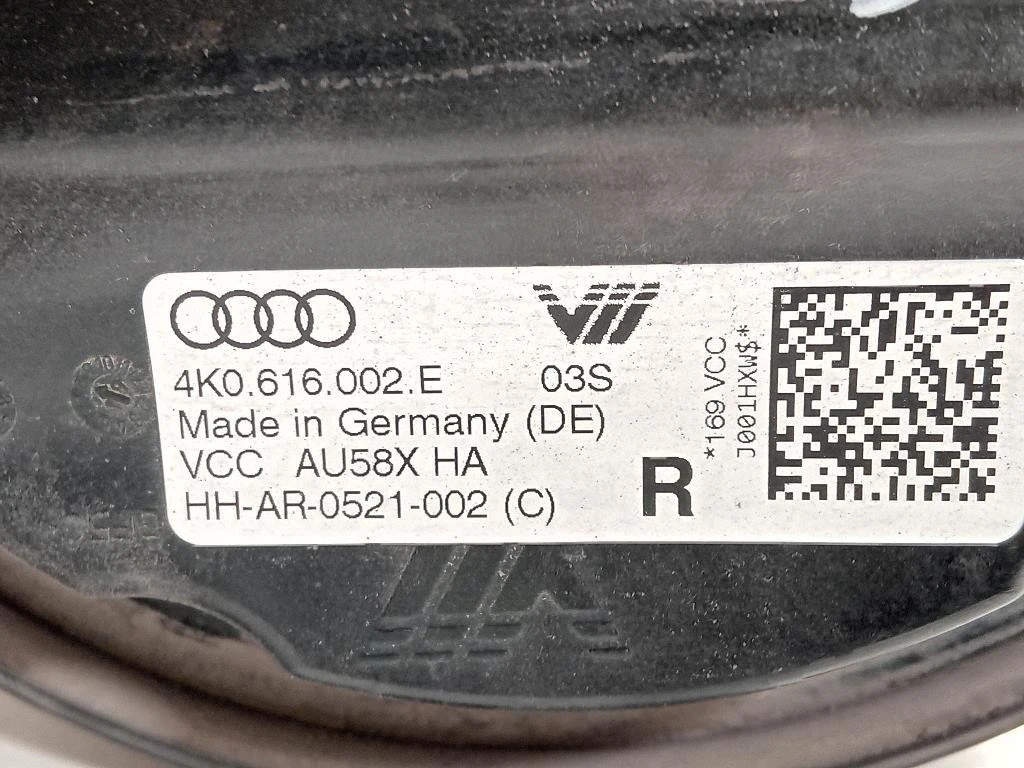 4K0.616.002.E 03S
Made in Germany (DE)
VCC AU58X HA
HH-AR-0521-002 (C)
R
*169 VCC
J001HXW$*